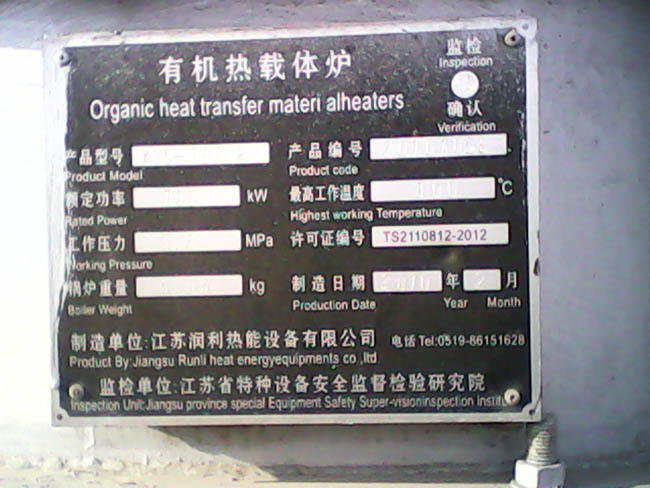 有机热载体炉
Organic heat transfer materi alheaters
监检
Inspection
确认
Verification
产品型号
Product Model
产品编号
Product code
额定功率 kW
Rated Power
最高工作温度 ℃
Highest working Temperature
工作压力 MPa
Working Pressure
许可证编号 TS2110812-2012
锅炉重量 kg
Boiler Weight
制造日期 年 月
Production Date Year Month
制造单位:江苏润利热能设备有限公司 电话 Tel:0519-86151628
Product By:Jiangsu Runli heat energyequipments co.,ltd
监检单位:江苏省特种设备安全监督检验研究院
Inspection Unit:Jiangsu province special Equipment Safety Super-visioninspection institu